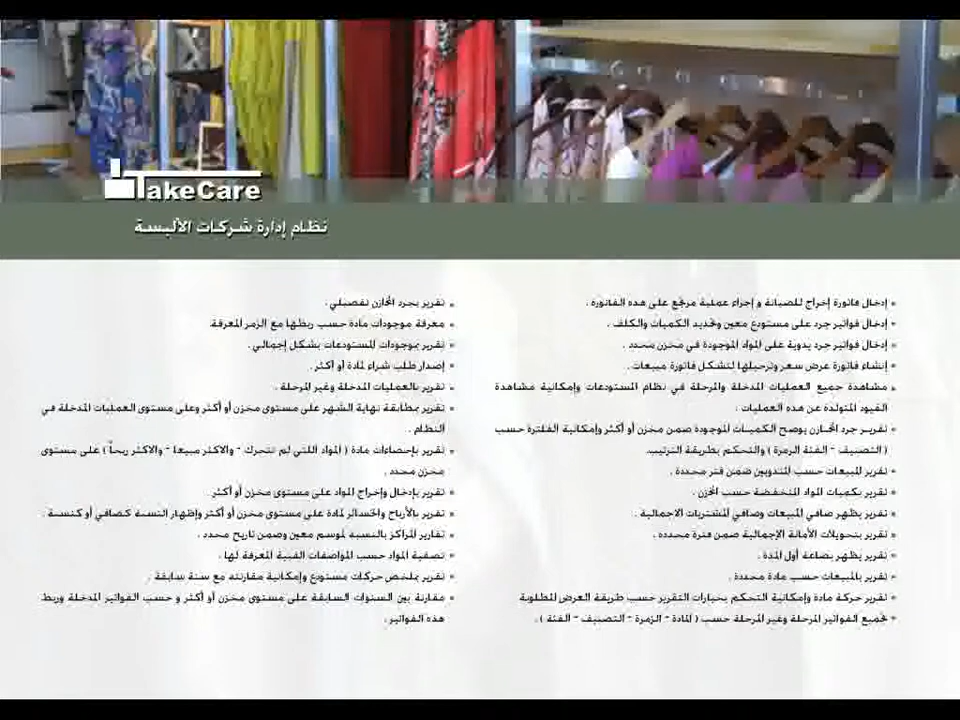 TakeCare
نظام إدارة شركات الألبسة
إدخال فاتورة إخراج للصيانة و إجراء عملية مرتجع على هذه الفاتورة .
إدخال فواتير جرد على مستودع معين وتحديد الكميات والكلف .
إدخال فواتير جرد يدوية على المواد الموجودة في مخزن محدد .
إنشاء فاتورة عرض سعر وترحيلها لتشكل فاتورة مبيعات .
مشاهدة جميع العمليات المدخلة والمرحلة في نظام المستودعات وإمكانية مشاهدة
القيود المتولدة عن هذه العمليات .
تقرير جرد المخازن يوضح الكميات الموجودة ضمن مخزن أو أكثر وإمكانية الفلترة حسب
( التصنيف - الفئة الزمرة ) والتحكم بطريقة الترتيب.
تقرير للمبيعات حسب المندوبين ضمن فتر محددة .
تقرير بكميات المواد المنخفضة حسب المخزن .
تقرير يظهر صافي المبيعات وصافي المشتريات الاجمالية .
تقرير بتحويلات الأمانة الإجمالية ضمن فترة محددة .
تقرير يظهر بضاعة أول المدة .
تقرير بالمبيعات حسب مادة محددة .
تقرير حركة مادة وإمكانية التحكم بخيارات التقرير حسب طريقة العرض المطلوبة
تجميع الفواتير المرحلة وغير المرحلة حسب ( المادة - الزمرة - التصنيف - الفئة ) .
تقرير بجرد المخازن تفصيلي .
معرفة موجودات مادة حسب ربطها مع الزمر المعرفة
تقرير بموجودات المستودعات بشكل إجمالي .
إصدار طلب شراء لمادة أو أكثر .
تقرير بالعمليات المدخلة وغير المرحلة .
تقرير بمطابقة نهاية الشهر على مستوى مخزن أو أكثر وعلى مستوى العمليات المدخلة في
النظام .
تقرير بإحصاءات مادة ( المواد اللتي لم تتحرك - والاكثر مبيعا - والاكثر ربحاً ) على مستوى
مخزن محدد .
تقرير بإدخال وإخراج المواد على مستوى مخزن أو أكثر .
تقرير بالأرباح والخسائر لمادة على مستوى مخزن أو أكثر وإظهار النسبة كصافي أو كنسبة .
تقارير المراكز بالنسبة لموسم معين وضمن تاريخ محدد .
تصفية المواد حسب المواصفات الفنية المعرفة لها .
تقرير بملخص حركات مستودع وإمكانية مقارنته مع سنة سابقة .
مقارنة بين السنوات السابقة على مستوى مخزن أو أكثر و حسب الفواتير المدخلة وربط
هذه الفواتير .